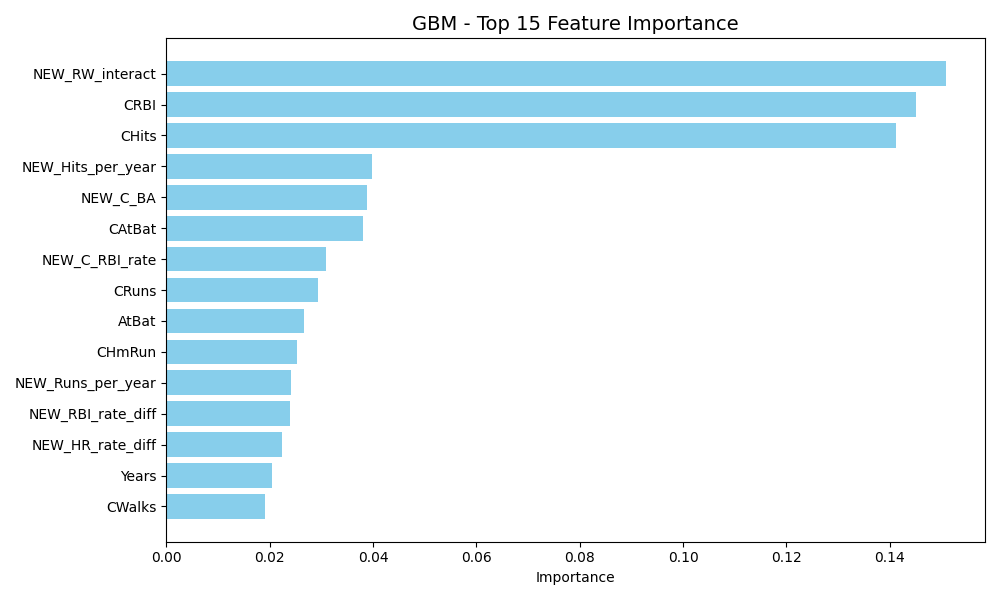 GBM - Top 15 Feature Importance
NEW_RW_interact
CRBI
CHits
NEW_Hits_per_year
NEW_C_BA
CAtBat
NEW_C_RBI_rate
CRuns
AtBat
CHmRun
NEW_Runs_per_year
NEW_RBI_rate_diff
NEW_HR_rate_diff
Years
CWalks
0.00 0.02 0.04 0.06 0.08 0.10 0.12 0.14
Importance